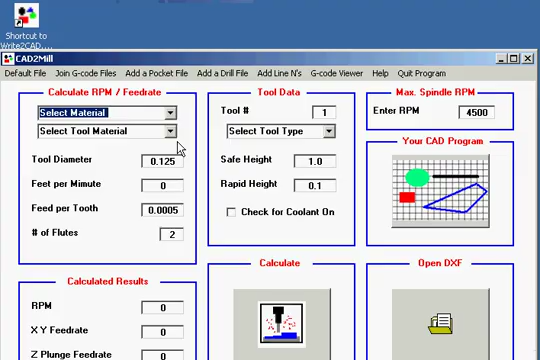 Shortcut to
Write2CAD....
CAD2Mill
Default File Join G-code Files Add a Pocket File Add a Drill File Add Line N's G-code Viewer Help Quit Program
Calculate RPM / Feedrate
Select Material
Select Tool Material
Tool Diameter 0.125
Feet per Mimute 0
Feed per Tooth 0.0005
# of Flutes 2
Calculated Results
RPM 0
X Y Feedrate 0
Z Plunge Feedrate 0
Tool Data
Tool # 1
Select Tool Type
Safe Height 1.0
Rapid Height 0.1
Check for Coolant On
Calculate
Max. Spindle RPM
Enter RPM 4500
Your CAD Program
Open DXF